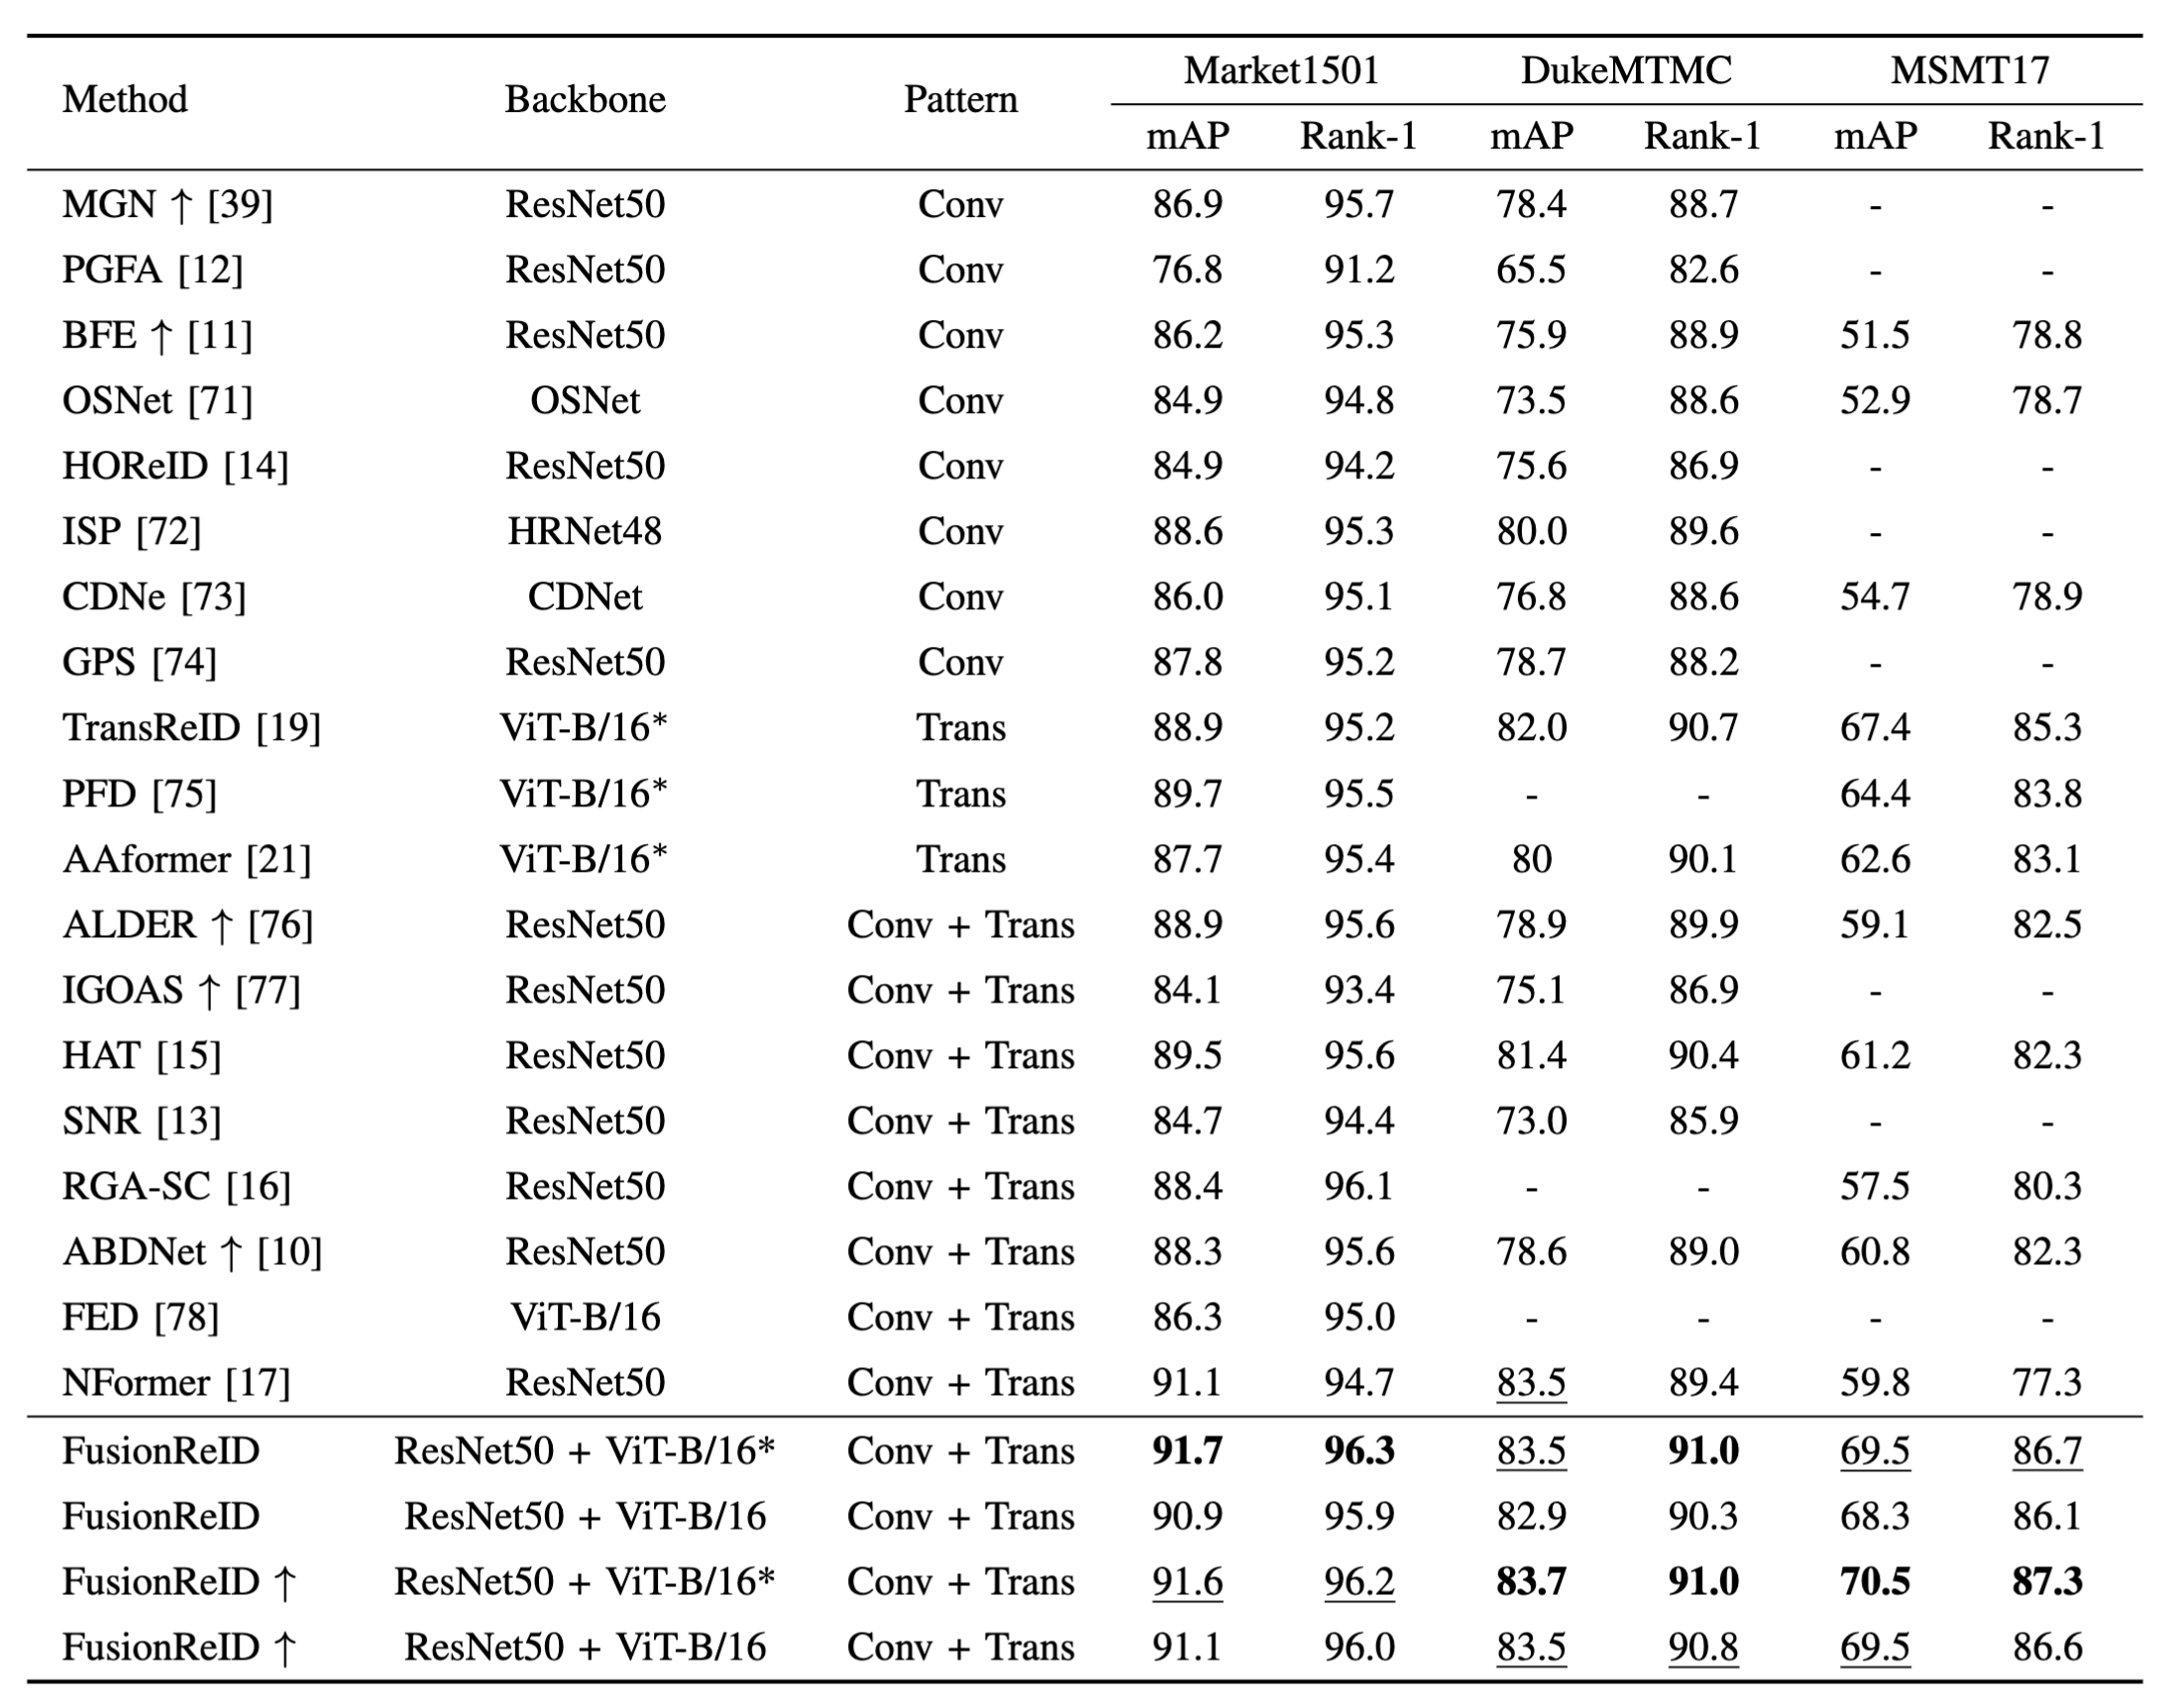 Method Backbone Pattern Market1501 DukeMTMC MSMT17
mAP Rank-1 mAP Rank-1 mAP Rank-1
MGN ↑ [39] ResNet50 Conv 86.9 95.7 78.4 88.7 - -
PGFA [12] ResNet50 Conv 76.8 91.2 65.5 82.6 - -
BFE ↑ [11] ResNet50 Conv 86.2 95.3 75.9 88.9 51.5 78.8
OSNet [71] OSNet Conv 84.9 94.8 73.5 88.6 52.9 78.7
HOReID [14] ResNet50 Conv 84.9 94.2 75.6 86.9 - -
ISP [72] HRNet48 Conv 88.6 95.3 80.0 89.6 - -
CDNe [73] CDNet Conv 86.0 95.1 76.8 88.6 54.7 78.9
GPS [74] ResNet50 Conv 87.8 95.2 78.7 88.2 - -
TransReID [19] ViT-B/16* Trans 88.9 95.2 82.0 90.7 67.4 85.3
PFD [75] ViT-B/16* Trans 89.7 95.5 - - 64.4 83.8
AAformer [21] ViT-B/16* Trans 87.7 95.4 80 90.1 62.6 83.1
ALDER ↑ [76] ResNet50 Conv + Trans 88.9 95.6 78.9 89.9 59.1 82.5
IGOAS ↑ [77] ResNet50 Conv + Trans 84.1 93.4 75.1 86.9 - -
HAT [15] ResNet50 Conv + Trans 89.5 95.6 81.4 90.4 61.2 82.3
SNR [13] ResNet50 Conv + Trans 84.7 94.4 73.0 85.9 - -
RGA-SC [16] ResNet50 Conv + Trans 88.4 96.1 - - 57.5 80.3
ABDNet ↑ [10] ResNet50 Conv + Trans 88.3 95.6 78.6 89.0 60.8 82.3
FED [78] ViT-B/16 Conv + Trans 86.3 95.0 - - - -
NFormer [17] ResNet50 Conv + Trans 91.1 94.7 83.5 89.4 59.8 77.3
FusionReID ResNet50 + ViT-B/16* Conv + Trans 91.7 96.3 83.5 91.0 69.5 86.7
FusionReID ResNet50 + ViT-B/16 Conv + Trans 90.9 95.9 82.9 90.3 68.3 86.1
FusionReID ↑ ResNet50 + ViT-B/16* Conv + Trans 91.6 96.2 83.7 91.0 70.5 87.3
FusionReID ↑ ResNet50 + ViT-B/16 Conv + Trans 91.1 96.0 83.5 90.8 69.5 86.6